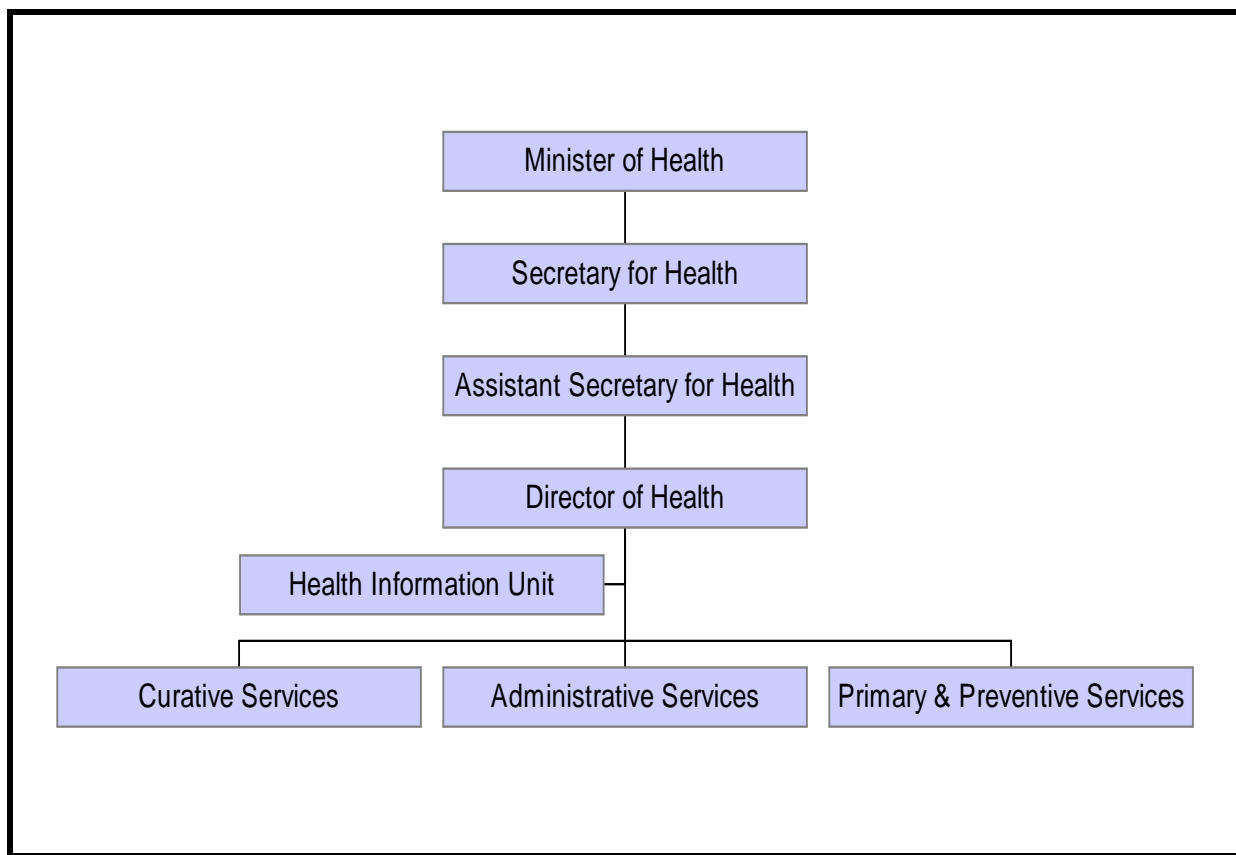 Minister of Health
Secretary for Health
Assistant Secretary for Health
Director of Health
Health Information Unit
Curative Services
Administrative Services
Primary & Preventive Services